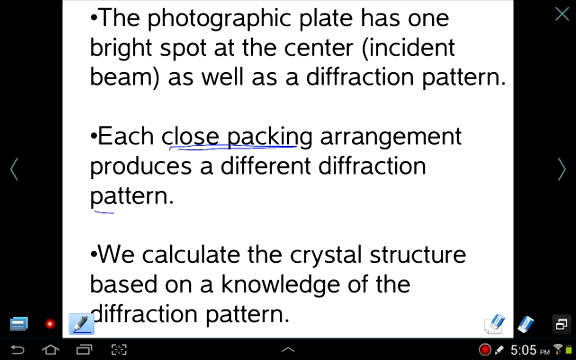 •The photographic plate has one
bright spot at the center (incident
beam) as well as a diffraction pattern.
•Each close packing arrangement
produces a different diffraction
pattern.
•We calculate the crystal structure
based on a knowledge of the
diffraction pattern.
5:05 PM